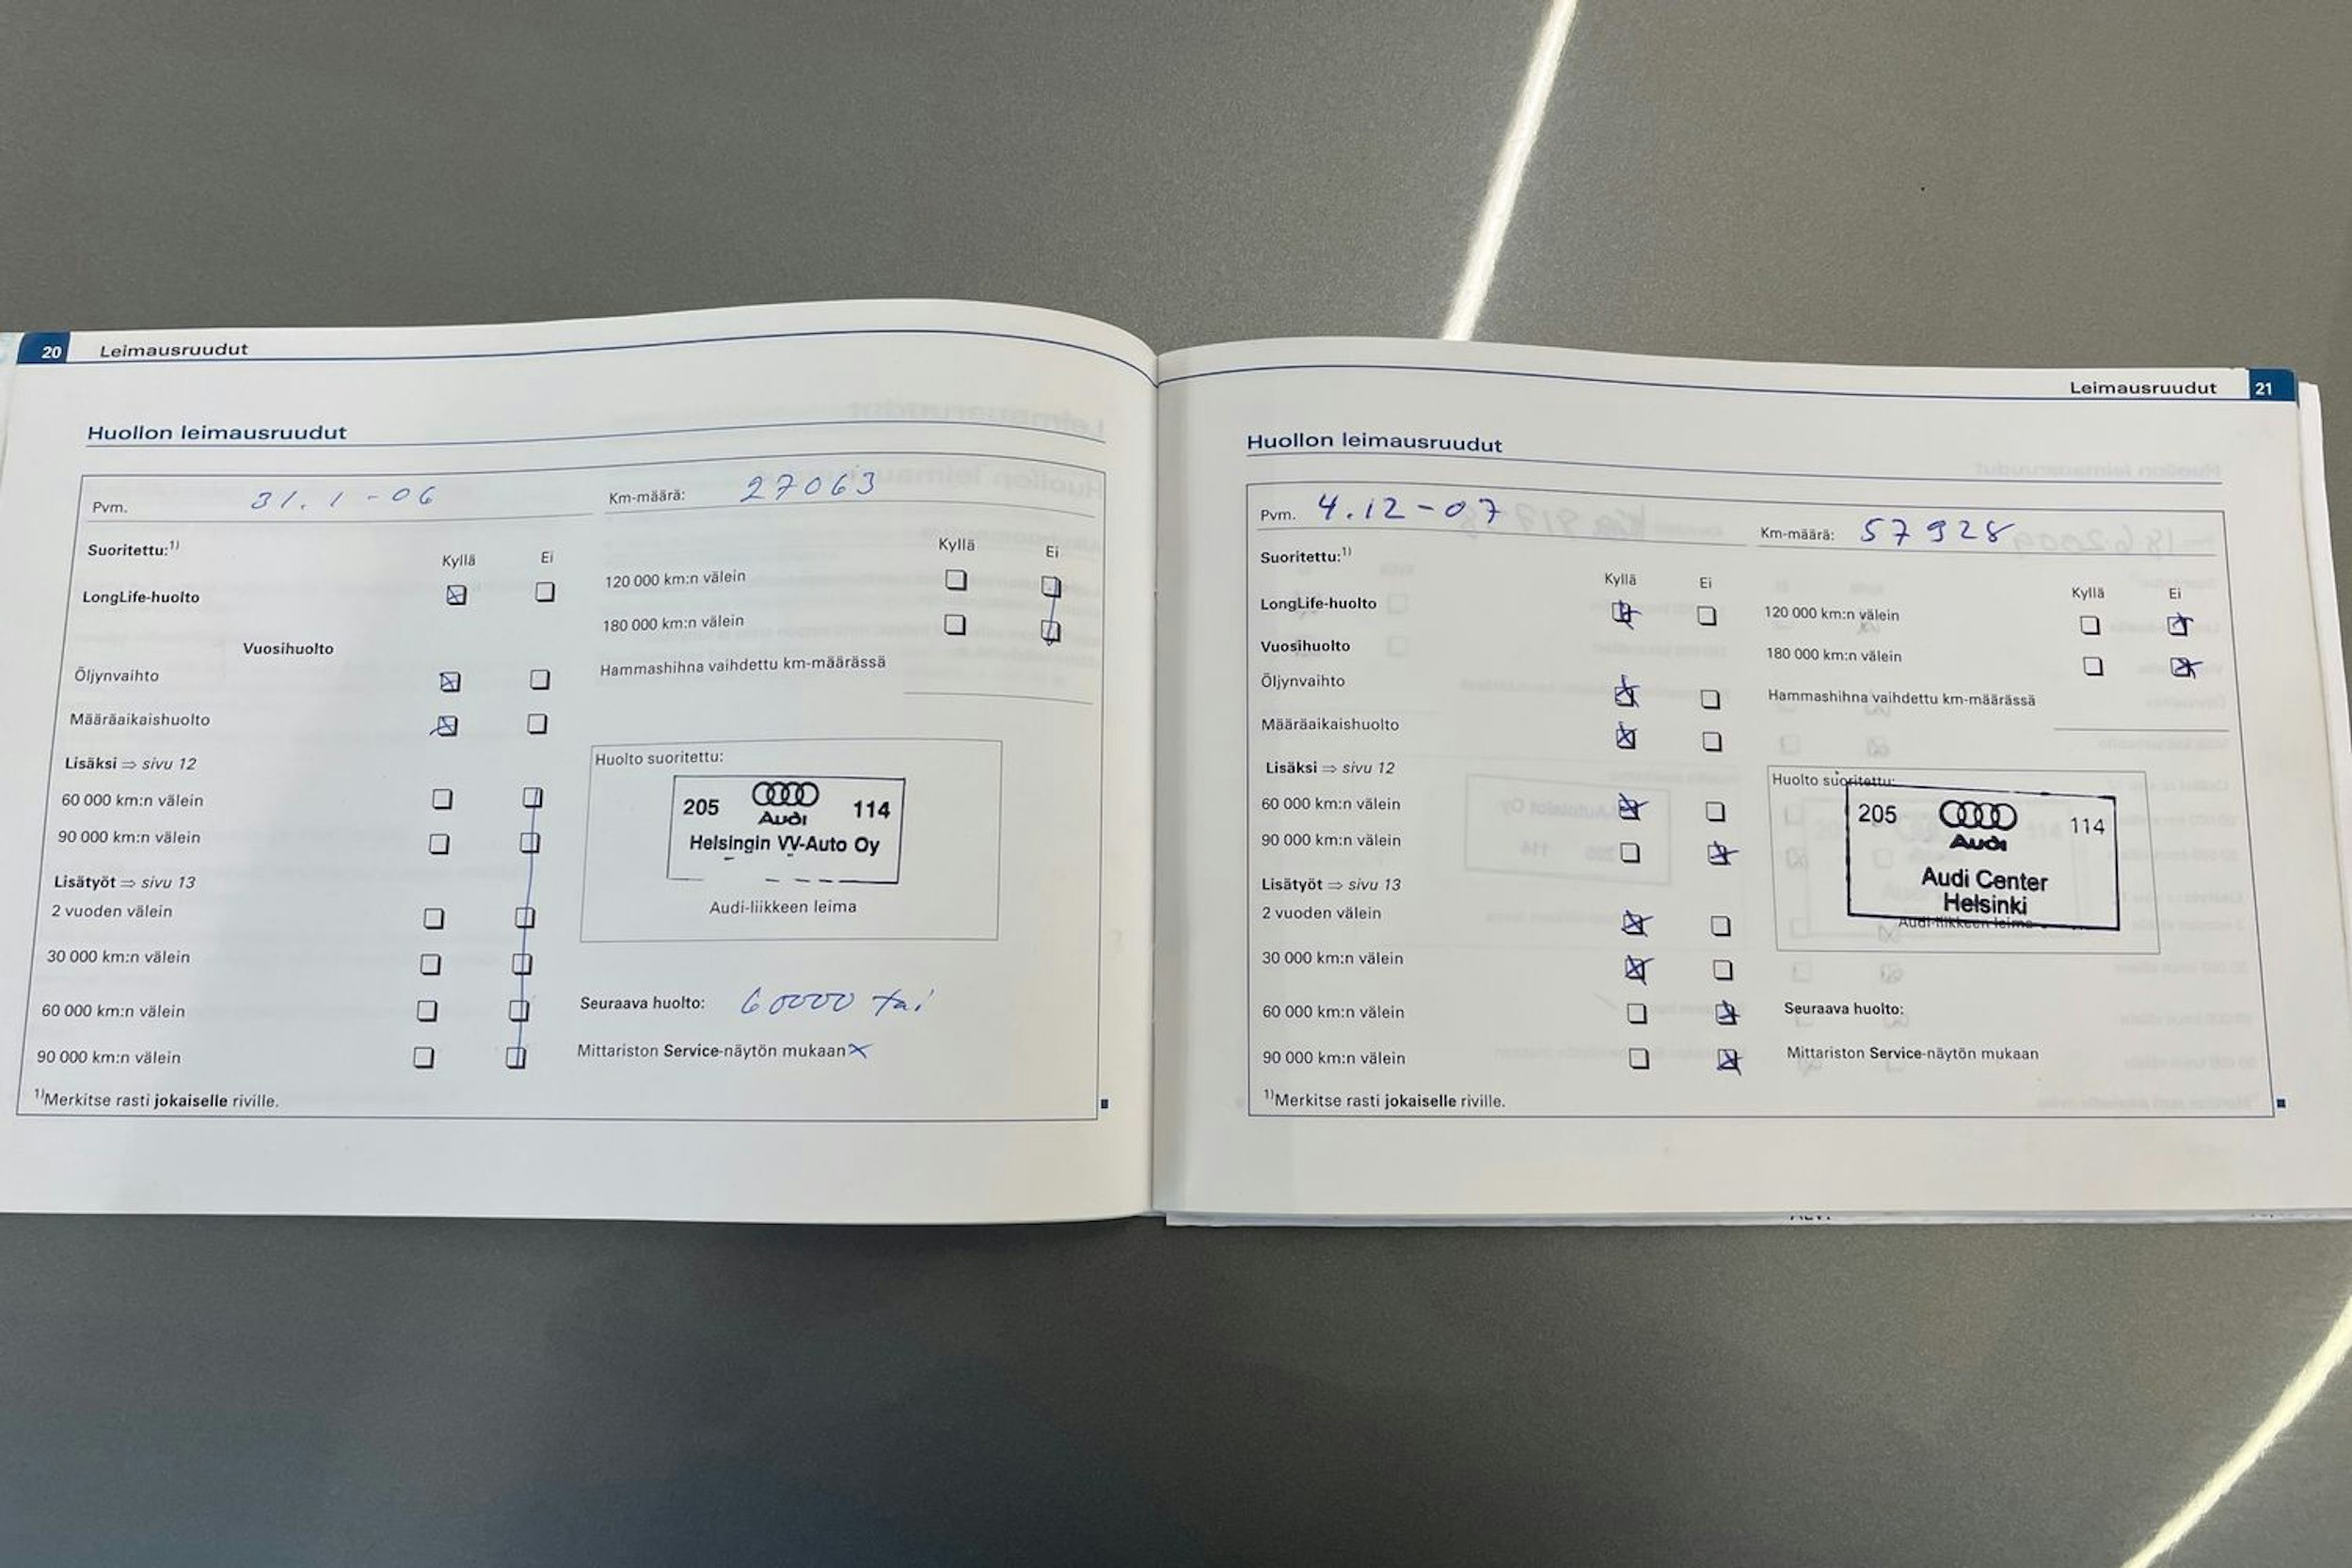 20 Leimausruudut
Huollon leimausruudut
Pvm. 31.1-06 Km-määrä: 27063
Suoritettu:1) Kyllä Ei
LongLife-huolto
Vuosihuolto
Öljynvaihto
Määräaikaishuolto
Lisäksi ⇒ sivu 12
60 000 km:n välein
90 000 km:n välein
Lisätyöt ⇒ sivu 13
2 vuoden välein
30 000 km:n välein
60 000 km:n välein
90 000 km:n välein
1)Merkitse rasti jokaiselle riville.
Kyllä Ei
120 000 km:n välein
180 000 km:n välein
Hammashihna vaihdettu km-määrässä
Huolto suoritettu:
205 Audi 114
Helsingin VV-Auto Oy
Audi-liikkeen leima
Seuraava huolto: 60000 tai
Mittariston Service-näytön mukaan X
Leimausruudut 21
Huollon leimausruudut
Pvm. 4.12-07 Km-määrä: 57928
Suoritettu:1) Kyllä Ei
LongLife-huolto
Vuosihuolto
Öljynvaihto
Määräaikaishuolto
Lisäksi ⇒ sivu 12
60 000 km:n välein
90 000 km:n välein
Lisätyöt ⇒ sivu 13
2 vuoden välein
30 000 km:n välein
60 000 km:n välein
90 000 km:n välein
1)Merkitse rasti jokaiselle riville.
Kyllä Ei
120 000 km:n välein
180 000 km:n välein
Hammashihna vaihdettu km-määrässä
Huolto suoritettu:
205 Audi 114
Audi Center
Helsinki
Audi-liikkeen leima
Seuraava huolto:
Mittariston Service-näytön mukaan